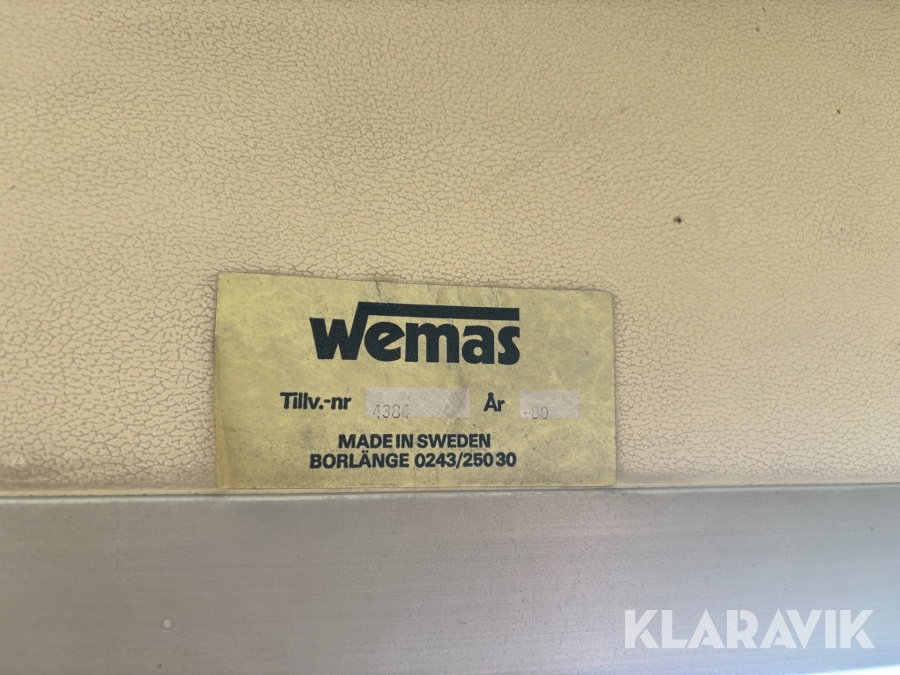 Wemas
Tillv.-nr 4384 År -80
MADE IN SWEDEN
BORLÄNGE 0243/250 30
KLARAVIK